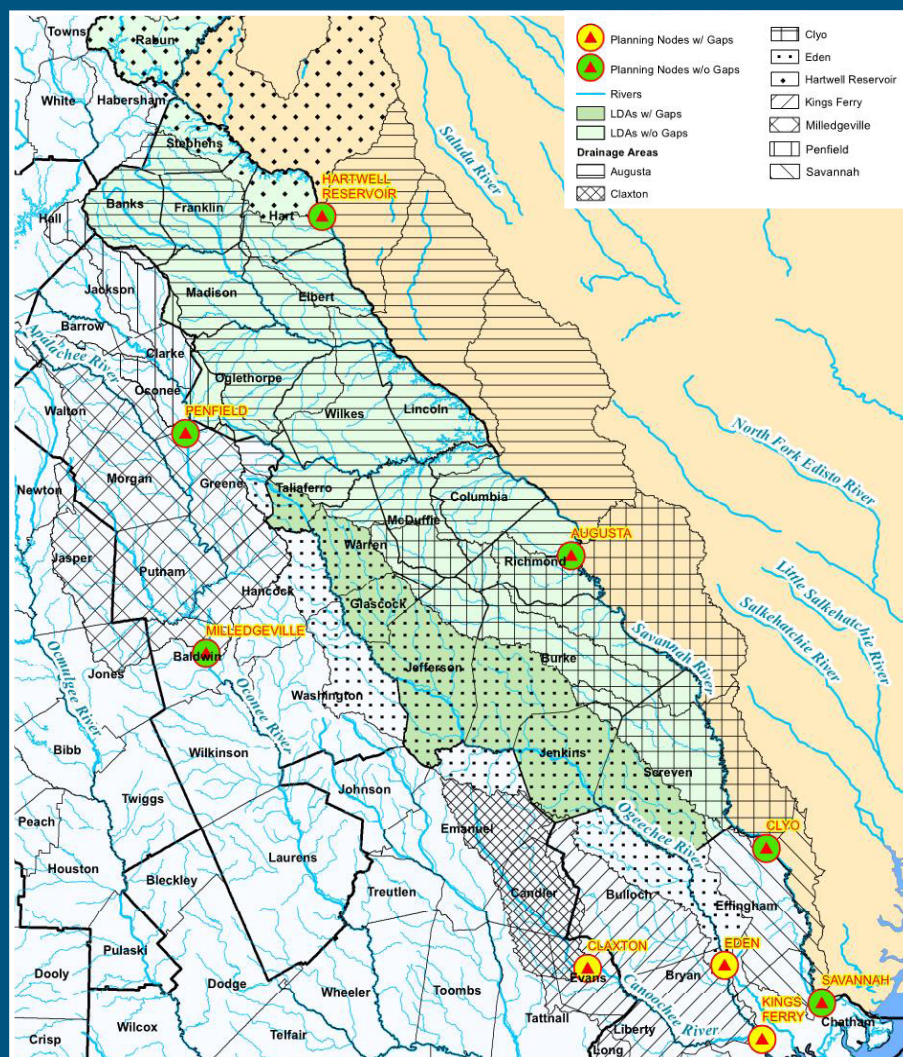 Planning Nodes w/ Gaps
Planning Nodes w/o Gaps
Rivers
LDAs w/ Gaps
LDAs w/o Gaps
Drainage Areas
Augusta
Claxton
Clyo
Eden
Hartwell Reservoir
Kings Ferry
Milledgeville
Penfield
Savannah
Towns
Rabun
White
Habersham
Stephens
Saluda River
HARTWELL
RESERVOIR
Banks
Franklin
Hart
Hall
Jackson
Madison
Elbert
Barrow
Apalachee River
Clarke
Oconee
Oglethorpe
Walton
PENFIELD
Wilkes
Lincoln
North Fork Edisto River
Morgan
Greene
Newton
Taliaferro
Columbia
McDuffie
AUGUSTA
Warren
Richmond
Jasper
Putnam
Hancock
Glascock
Little Salkehatchie River
Salkehatchie River
MILLEDGEVILLE
Baldwin
Jones
Ocmulgee River
Oconee River
Washington
Jefferson
Burke
Savannah River
Bibb
Wilkinson
Jenkins
Screven
Twiggs
Johnson
Peach
Emanuel
Ogeechee River
CLYO
Houston
Bleckley
Laurens
Treutlen
Candler
Bulloch
Effingham
Pulaski
CLAXTON
EDEN
Dooly
Dodge
Wheeler
Toombs
Evans
Bryan
SAVANNAH
Canoochee River
KINGS
FERRY
Chatham
Wilcox
Telfair
Tattnall
Liberty
Crisp
Long